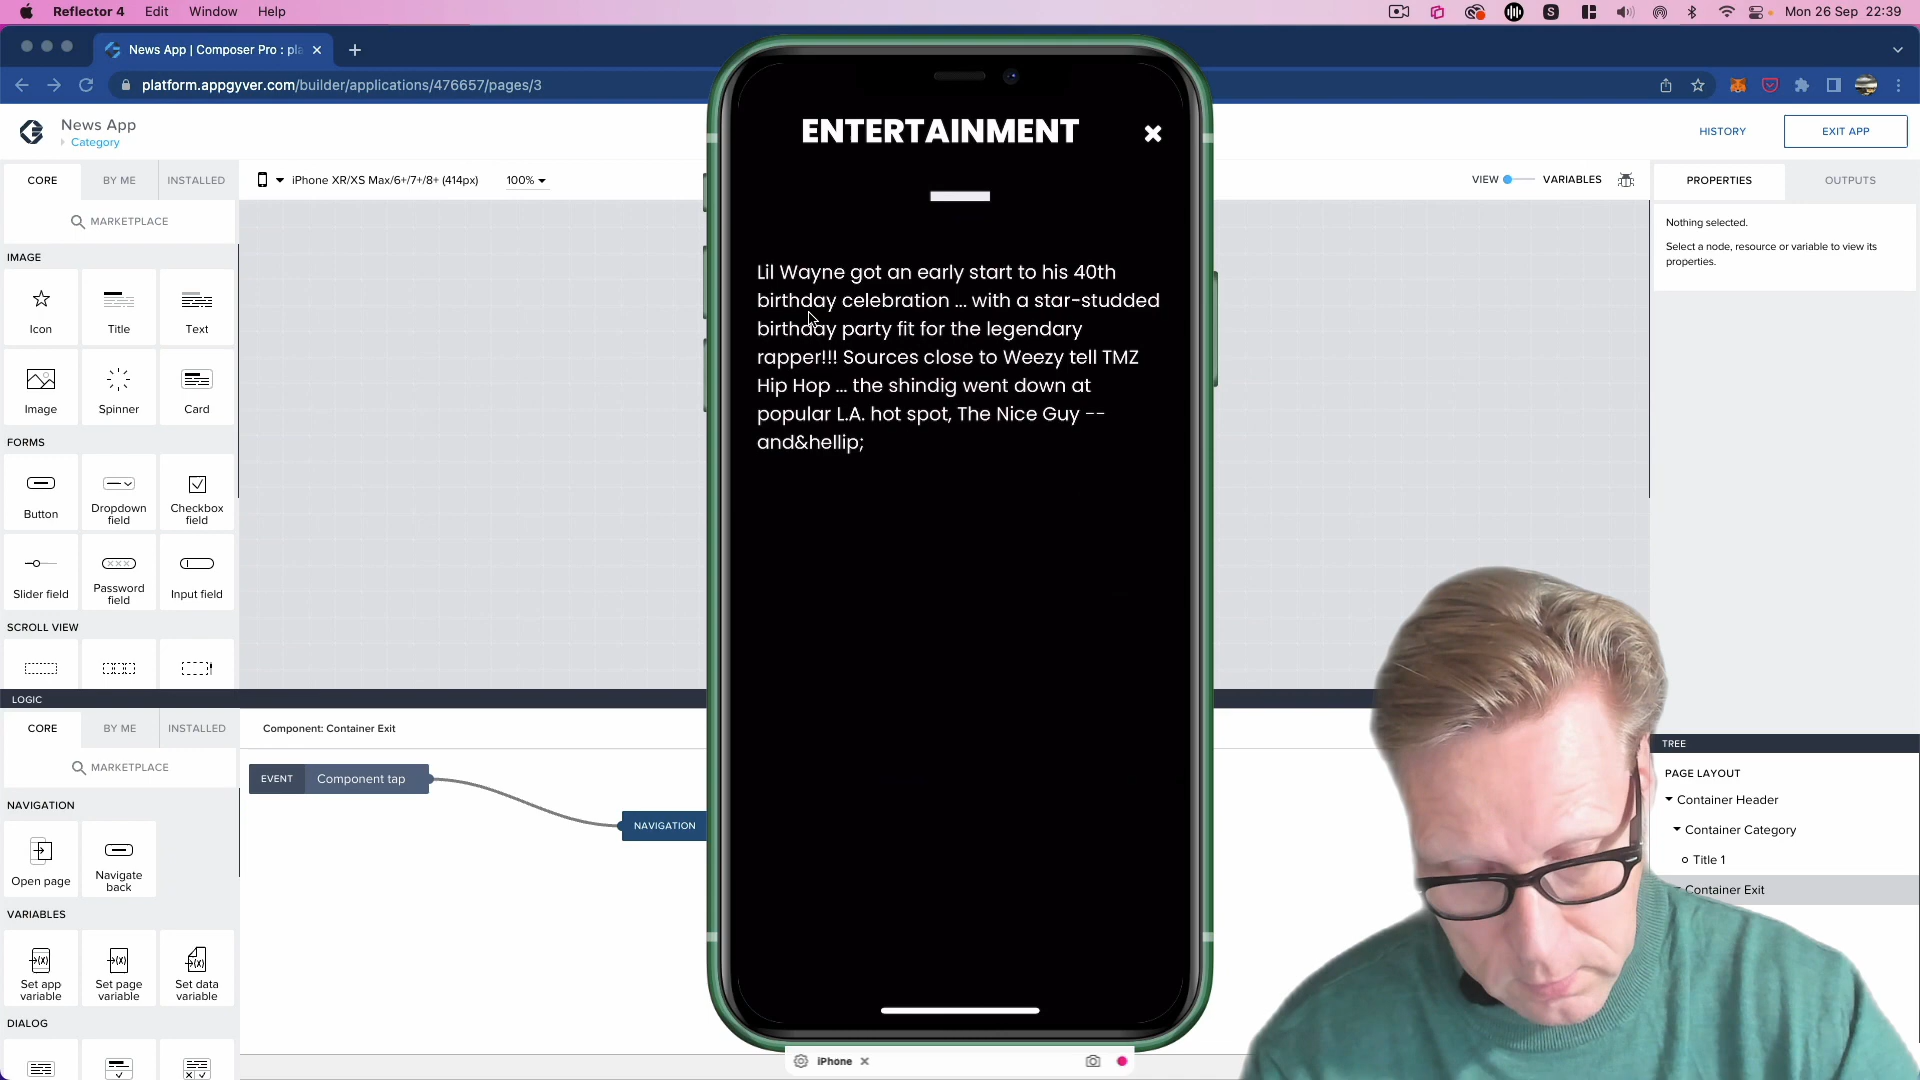 Reflector 4 Edit Window Help Mon 26 Sep 22:39
News App | Composer Pro : pla
platform.appgyver.com/builder/applications/476657/pages/3
News App
Category
HISTORY
EXIT APP
CORE BY ME INSTALLED
iPhone XR/XS Max/6+/7+/8+ (414px) 100%
VIEW VARIABLES
PROPERTIES OUTPUTS
MARKETPLACE
Nothing selected.
Select a node, resource or variable to view its
properties.
IMAGE
Icon Title Text
Image Spinner Card
FORMS
Button
Dropdown
field
Checkbox
field
Slider field
Password
field
Input field
SCROLL VIEW
ENTERTAINMENT
Lil Wayne got an early start to his 40th
birthday celebration ... with a star-studded
birthday party fit for the legendary
rapper!!! Sources close to Weezy tell TMZ
Hip Hop ... the shindig went down at
popular L.A. hot spot, The Nice Guy --
and&hellip;
LOGIC
CORE BY ME INSTALLED
Component: Container Exit
MARKETPLACE
EVENT Component tap
NAVIGATION
NAVIGATION
Open page
Navigate
back
VARIABLES
Set app
variable
Set page
variable
Set data
variable
DIALOG
TREE
PAGE LAYOUT
Container Header
Container Category
Title 1
Container Exit
iPhone